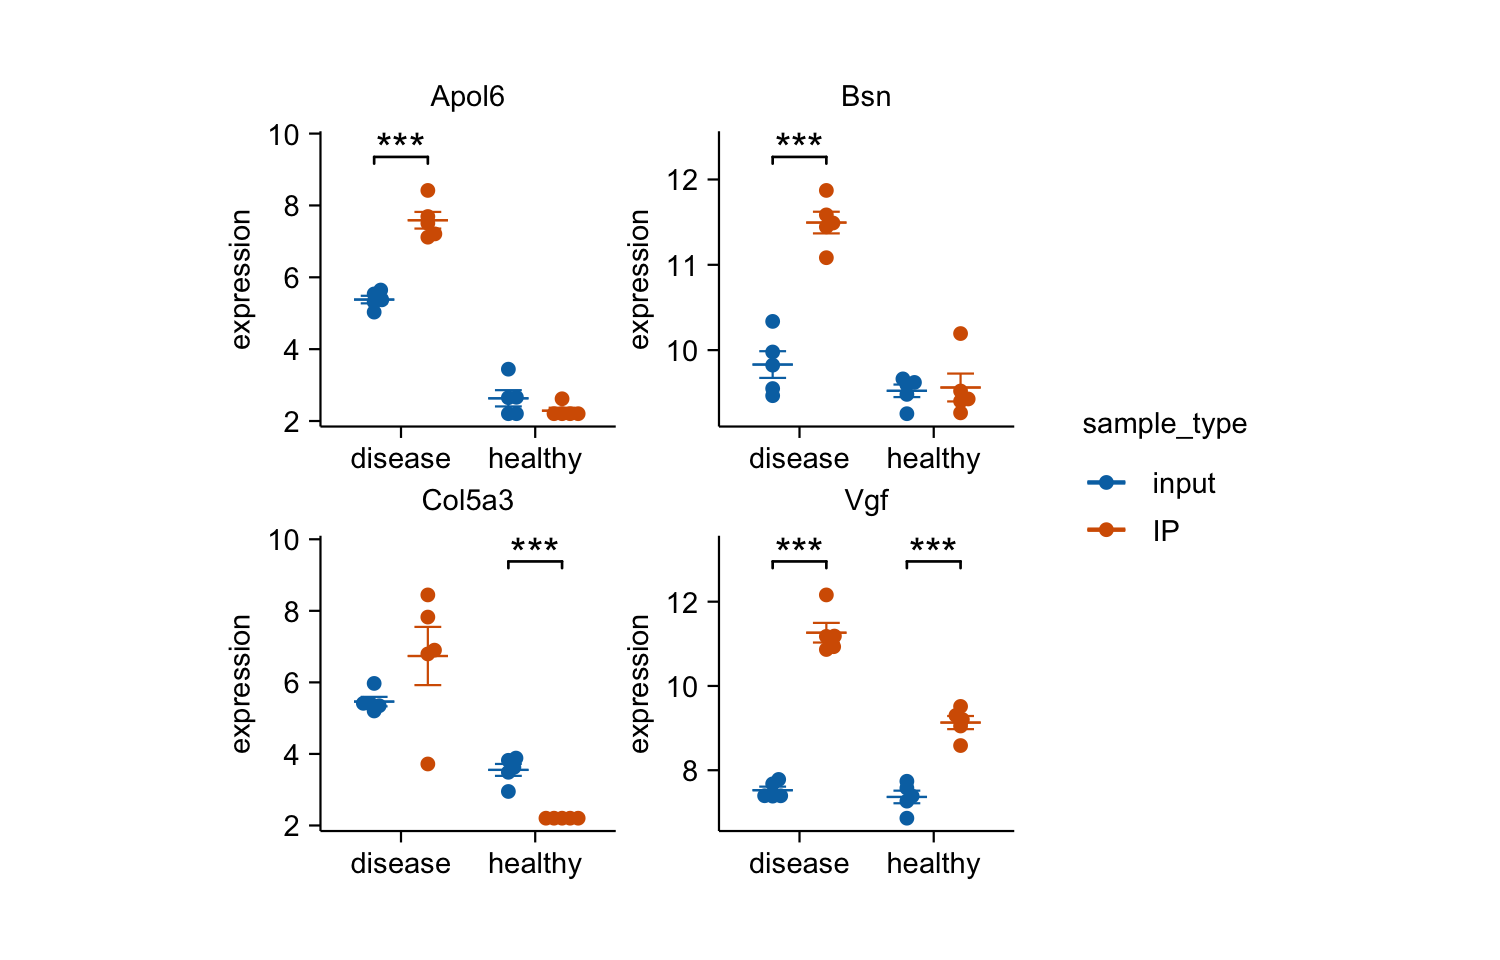 Apol6
Bsn
***
***
10
8
6
4
2
expression
12
11
10
expression
disease
healthy
disease
healthy
Col5a3
Vgf
***
***
***
10
8
6
4
2
expression
12
10
8
expression
disease
healthy
disease
healthy
sample_type
input
IP